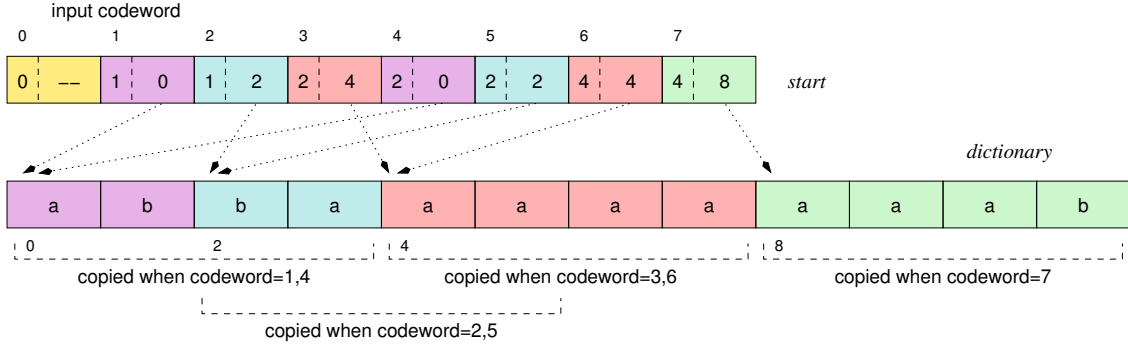 input codeword
0 1 2 3 4 5 6 7
0 -- 1 0 1 2 2 4 2 0 2 2 4 4 4 8 start
dictionary
a b b a a a a a a a a b
0 2 4 8
copied when codeword=1,4 copied when codeword=3,6 copied when codeword=7
copied when codeword=2,5